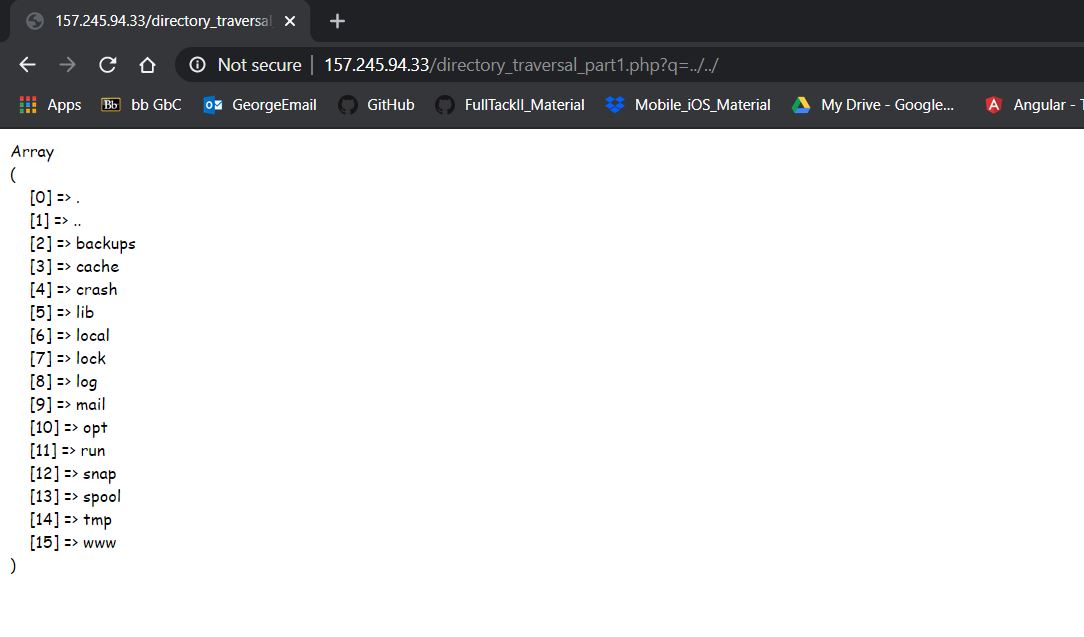 157.245.94.33/directory_traversal
Not secure | 157.245.94.33/directory_traversal_part1.php?q=../../
Apps Bb bb GbC GeorgeEmail GitHub FullTackII_Material Mobile_iOS_Material My Drive - Google... Angular -
Array
(
[0] => .
[1] => ..
[2] => backups
[3] => cache
[4] => crash
[5] => lib
[6] => local
[7] => lock
[8] => log
[9] => mail
[10] => opt
[11] => run
[12] => snap
[13] => spool
[14] => tmp
[15] => www
)